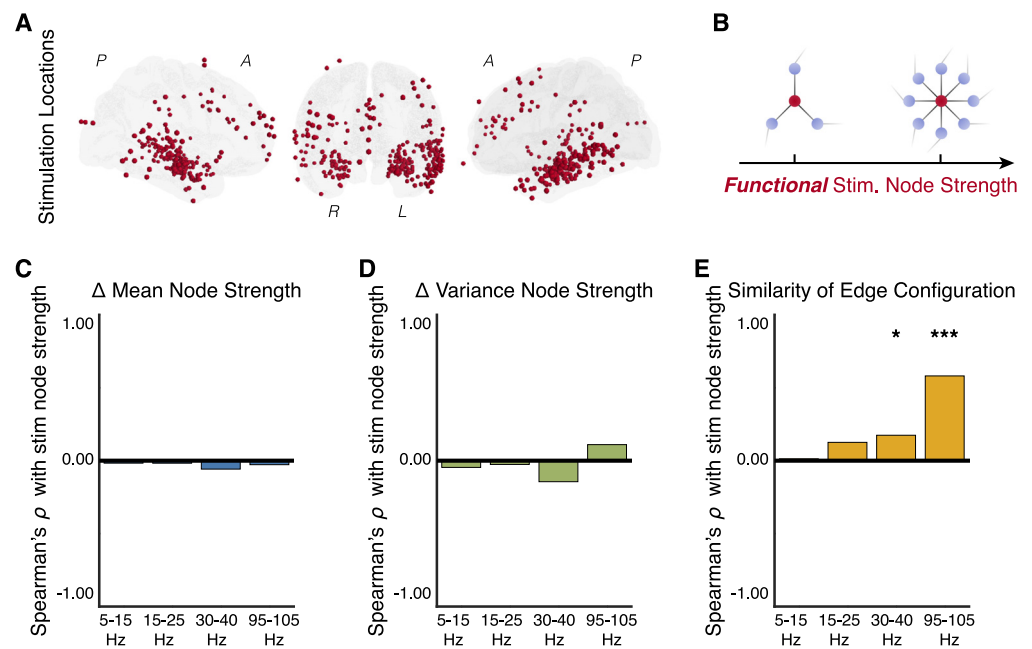 A
Stimulation Locations
P
A
A
P
R
L
B
Functional Stim. Node Strength
C
Δ Mean Node Strength
Spearman's ρ with stim node strength
1.00
0.00
-1.00
5-15 15-25 30-40 95-105
Hz Hz Hz Hz
D
Δ Variance Node Strength
Spearman's ρ with stim node strength
1.00
0.00
-1.00
5-15 15-25 30-40 95-105
Hz Hz Hz Hz
E
Similarity of Edge Configuration
Spearman's ρ with stim node strength
1.00
* ***
0.00
-1.00
5-15 15-25 30-40 95-105
Hz Hz Hz Hz